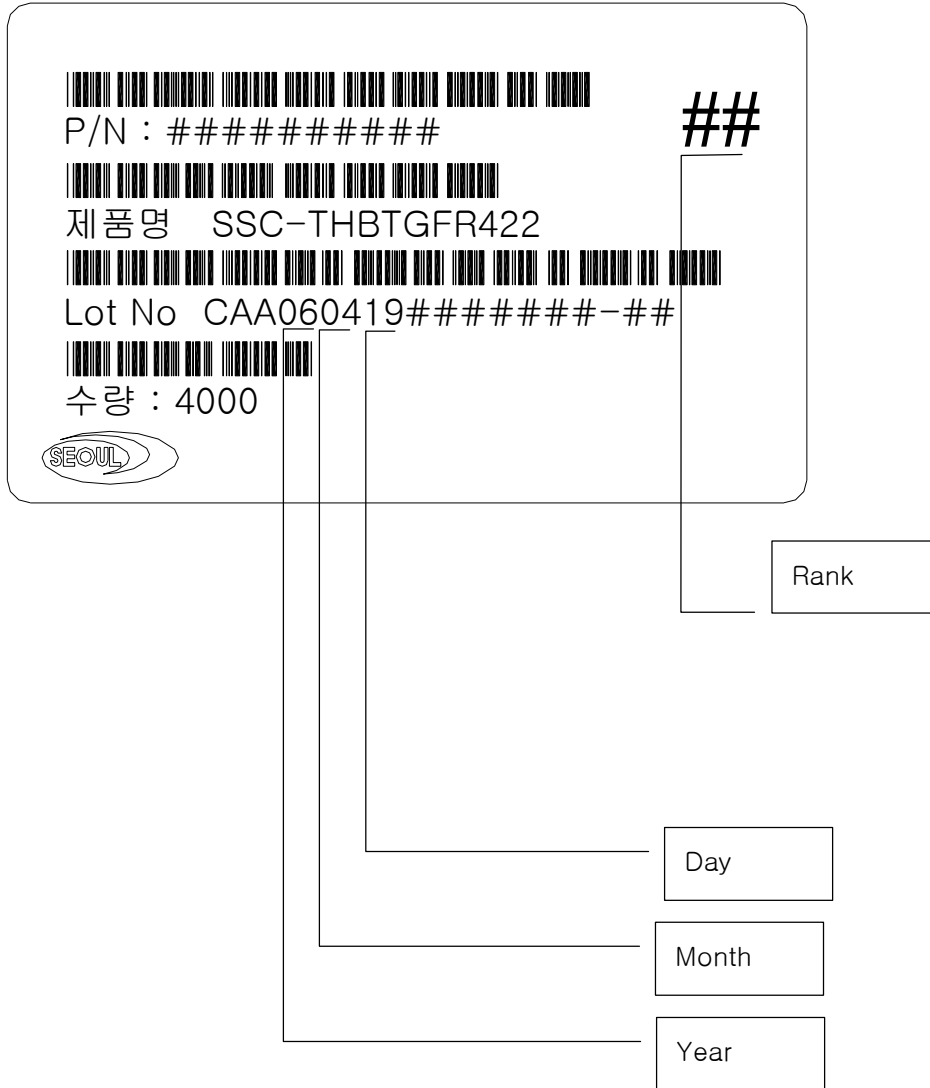 P/N : ##########
##
제품명 SSC-THBTGFR422
Lot No CAA060419#######-##
수량 : 4000
SEOUL
Rank
Day
Month
Year